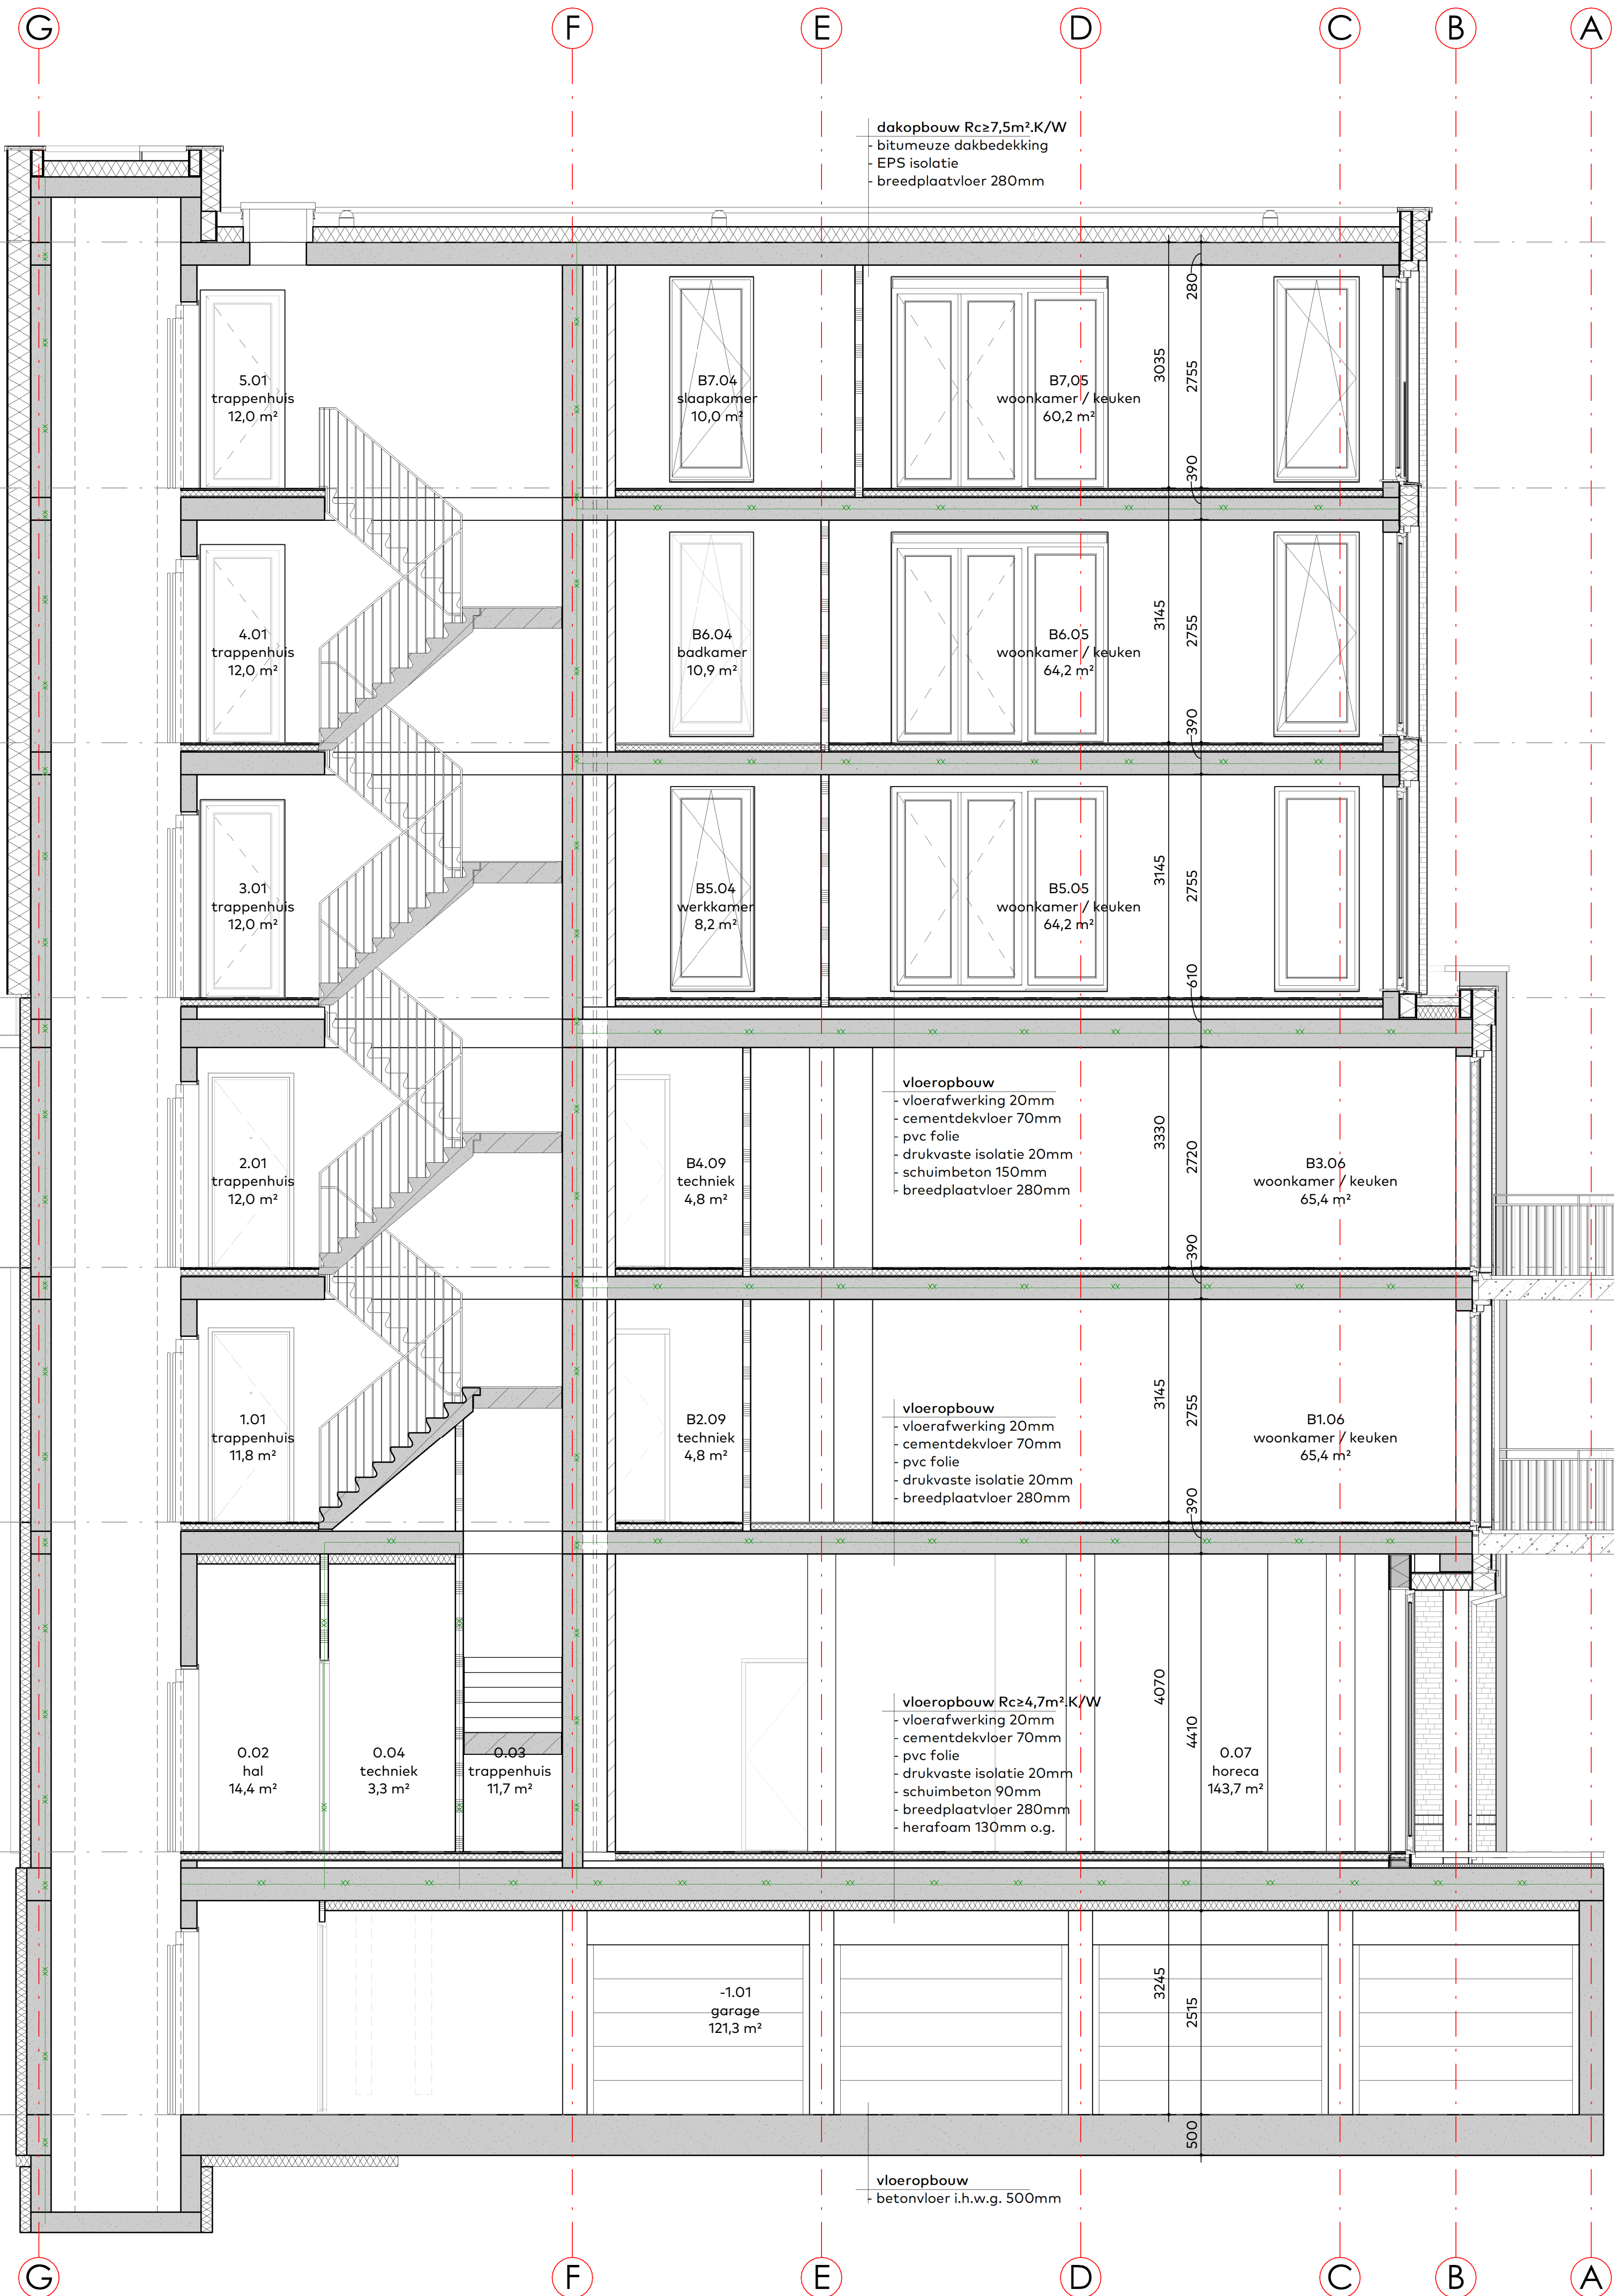 G F E D C B A
dakopbouw Rc≥7,5m².K/W
- bitumeuze dakbedekking
- EPS isolatie
- breedplaatvloer 280mm
280
5.01
trappenhuis
12,0 m²
B7.04
slaapkamer
10,0 m²
B7,05
woonkamer / keuken
60,2 m²
3035
2755
390
4.01
trappenhuis
12,0 m²
B6.04
badkamer
10,9 m²
B6.05
woonkamer / keuken
64,2 m²
3145
2755
390
3.01
trappenhuis
12,0 m²
B5.04
werkkamer
8,2 m²
B5.05
woonkamer / keuken
64,2 m²
3145
2755
610
vloeropbouw
- vloerafwerking 20mm
- cementdekvloer 70mm
- pvc folie
- drukvaste isolatie 20mm
- schuimbeton 150mm
- breedplaatvloer 280mm
2.01
trappenhuis
12,0 m²
B4.09
techniek
4,8 m²
3330
2720
B3.06
woonkamer / keuken
65,4 m²
390
1.01
trappenhuis
11,8 m²
B2.09
techniek
4,8 m²
vloeropbouw
- vloerafwerking 20mm
- cementdekvloer 70mm
- pvc folie
- drukvaste isolatie 20mm
- breedplaatvloer 280mm
3145
2755
B1.06
woonkamer / keuken
65,4 m²
390
0.02
hal
14,4 m²
0.04
techniek
3,3 m²
0.03
trappenhuis
11,7 m²
vloeropbouw Rc≥4,7m².K/W
- vloerafwerking 20mm
- cementdekvloer 70mm
- pvc folie
- drukvaste isolatie 20mm
- schuimbeton 90mm
- breedplaatvloer 280mm
- herafoam 130mm o.g.
4070
4410
0.07
horeca
143,7 m²
-1.01
garage
121,3 m²
3245
2515
500
vloeropbouw
- betonvloer i.h.w.g. 500mm
G F E D C B A